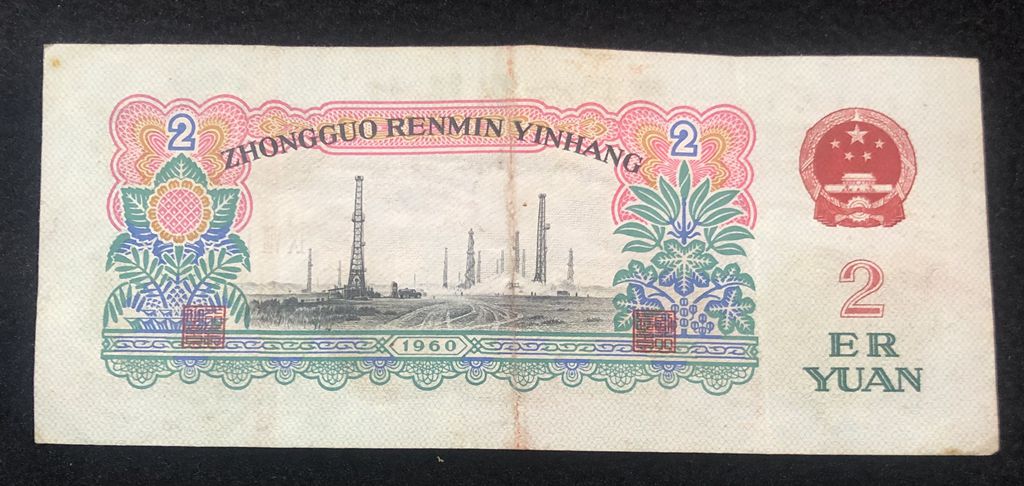 2
2
ZHONGGUO RENMIN YINHANG
1960
2
ER
YUAN